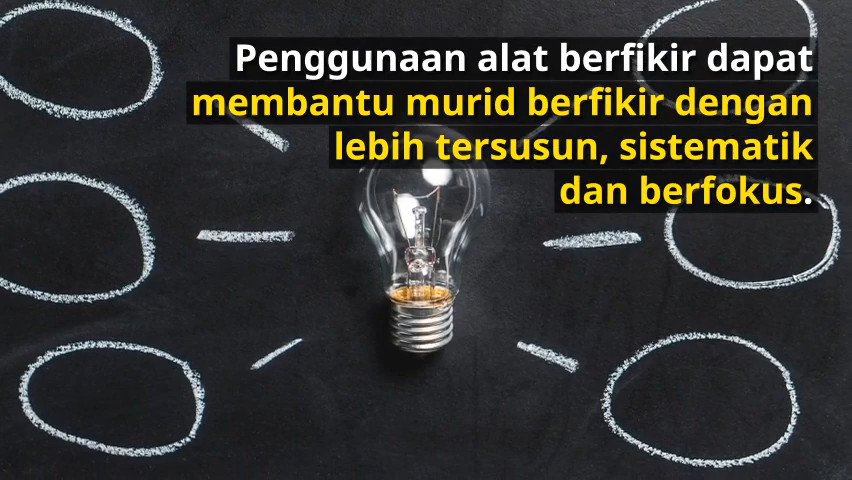 Penggunaan alat berfikir dapat
membantu murid berfikir dengan
lebih tersusun, sistematik
dan berfokus.